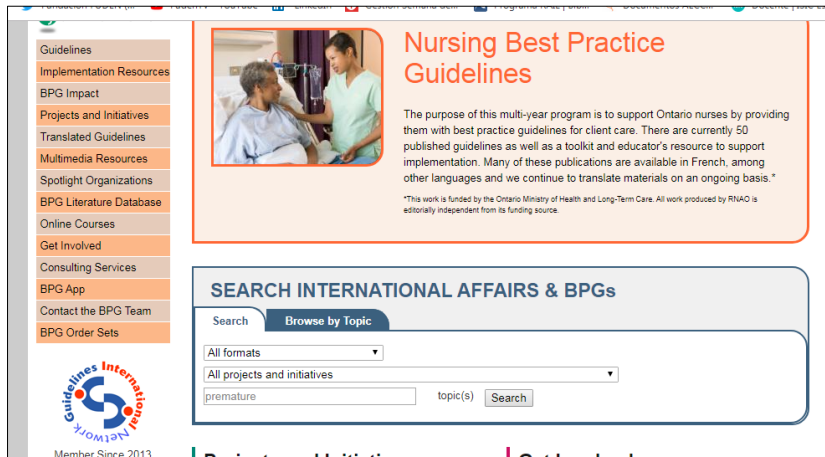 Guidelines
Implementation Resources
BPG Impact
Projects and Initiatives
Translated Guidelines
Multimedia Resources
Spotlight Organizations
BPG Literature Database
Online Courses
Get Involved
Consulting Services
BPG App
Contact the BPG Team
BPG Order Sets
Guidelines International
Network
Member Since 2013
Nursing Best Practice
Guidelines
The purpose of this multi-year program is to support Ontario nurses by providing
them with best practice guidelines for client care. There are currently 50
published guidelines as well as a toolkit and educator's resource to support
implementation. Many of these publications are available in French, among
other languages and we continue to translate materials on an ongoing basis.*
*This work is funded by the Ontario Ministry of Health and Long-Term Care. All work produced by RNAO is
editorially independent from its funding source.
SEARCH INTERNATIONAL AFFAIRS & BPGs
Search Browse by Topic
All formats
All projects and initiatives
premature topic(s) Search